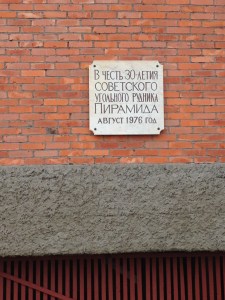 В ЧЕСТЬ 30-ЛЕТИЯ
СОВЕТСКОГО
УГОЛЬНОГО РУДНИКА
ПИРАМИДА
АВГУСТ 1976 ГОД